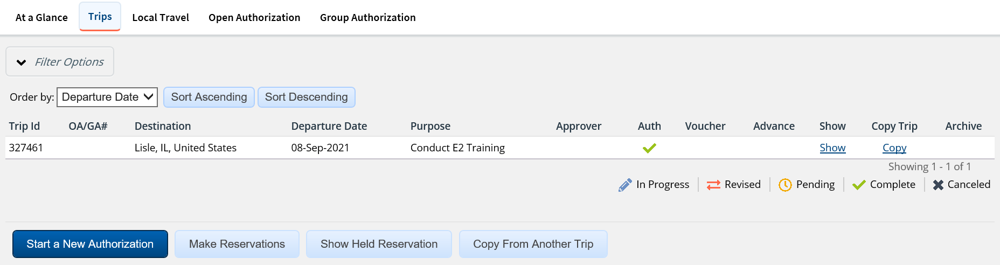 At a Glance Trips Local Travel Open Authorization Group Authorization
Filter Options
Order by: Departure Date Sort Ascending Sort Descending
Trip Id OA/GA# Destination Departure Date Purpose Approver Auth Voucher Advance Show Copy Trip Archive
327461 Lisle, IL, United States 08-Sep-2021 Conduct E2 Training Show Copy
Showing 1 - 1 of 1
In Progress Revised Pending Complete Canceled
Start a New Authorization Make Reservations Show Held Reservation Copy From Another Trip